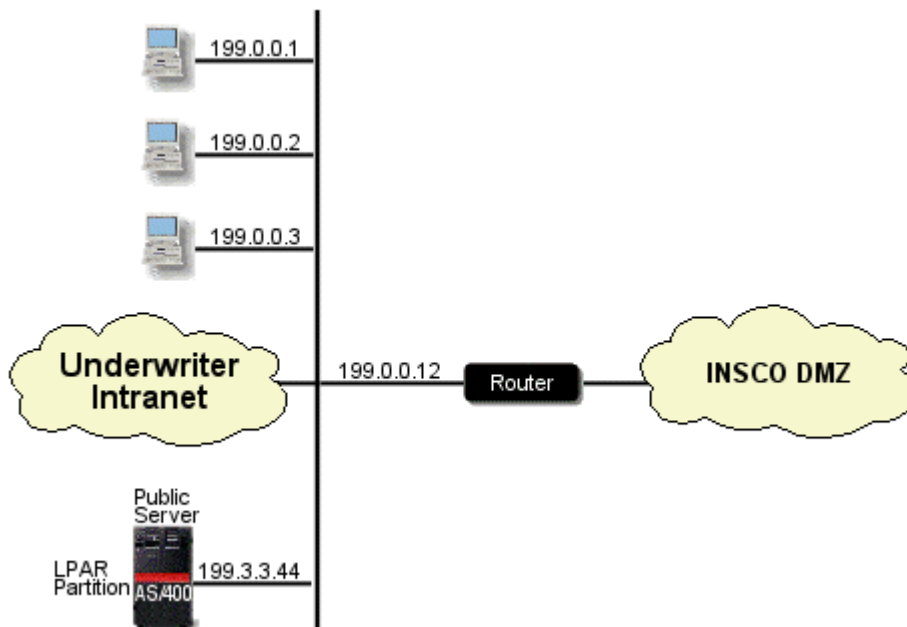 199.0.0.1
199.0.0.2
199.0.0.3
Underwriter
Intranet
199.0.0.12
Router
INSCO DMZ
Public
Server
LPAR
Partition
AS/400
199.3.3.44